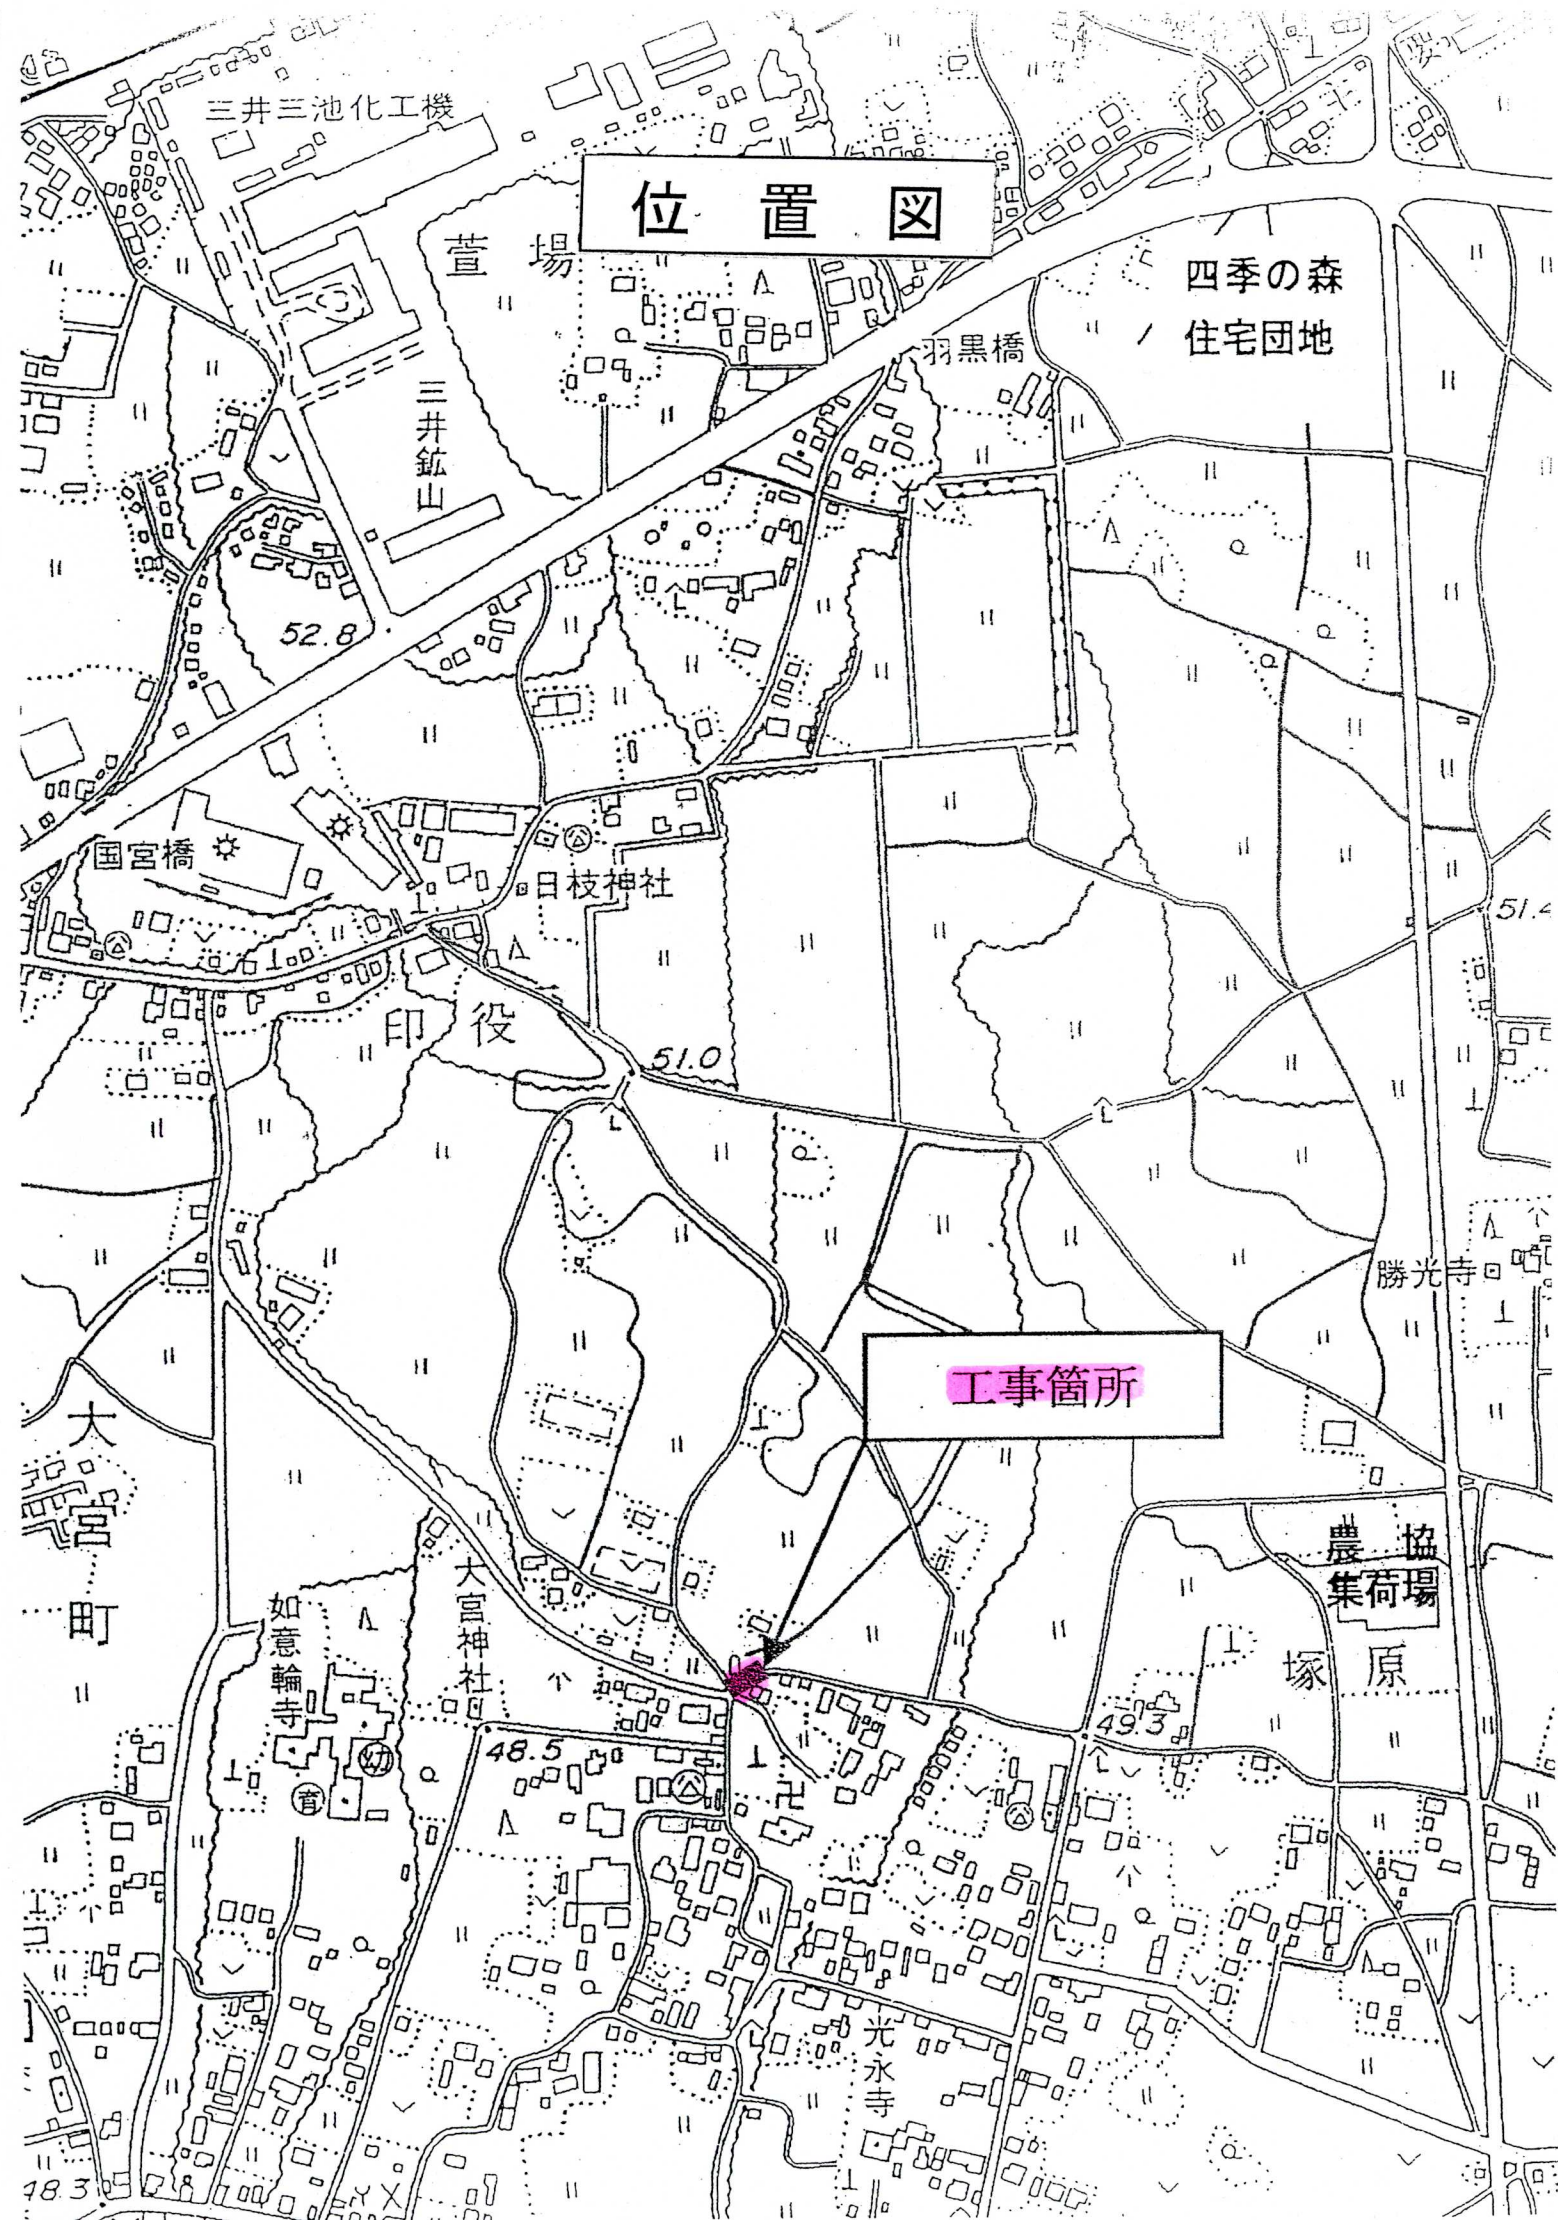 三井三池化工機
位置図
萱場
四季の森
住宅団地
羽黒橋
三井鉱山
52.8
国宮橋
日枝神社
51.4
印役
51.0
勝光寺
工事箇所
大宮町
農協
集荷場
大宮神社
如意輪寺
塚原
49.3
48.5
幼
育
光永寺
48.3